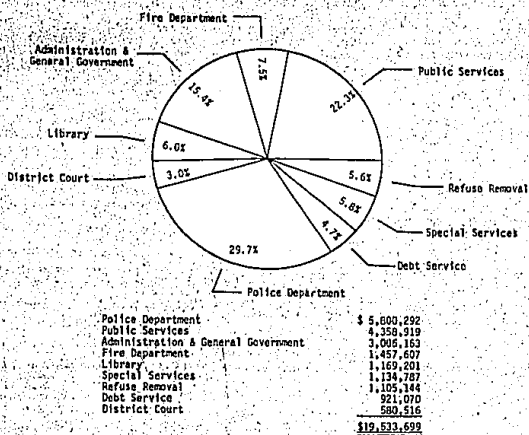 Fire Department
Administration &
General Government
7.5%
15.4%
22.3%
Public Services
Library
6.0%
District Court
3.0%
5.6%
Refuse Removal
5.8%
Special Services
4.7%
Debt Service
29.7%
Police Department
Police Department $ 5,800,292
Public Services 4,358,919
Administration & General Government 3,006,163
Fire Department 1,457,607
Library 1,169,201
Special Services 1,134,787
Refuse Removal 1,105,144
Debt Service 921,070
District Court 580,516
$19,533,699